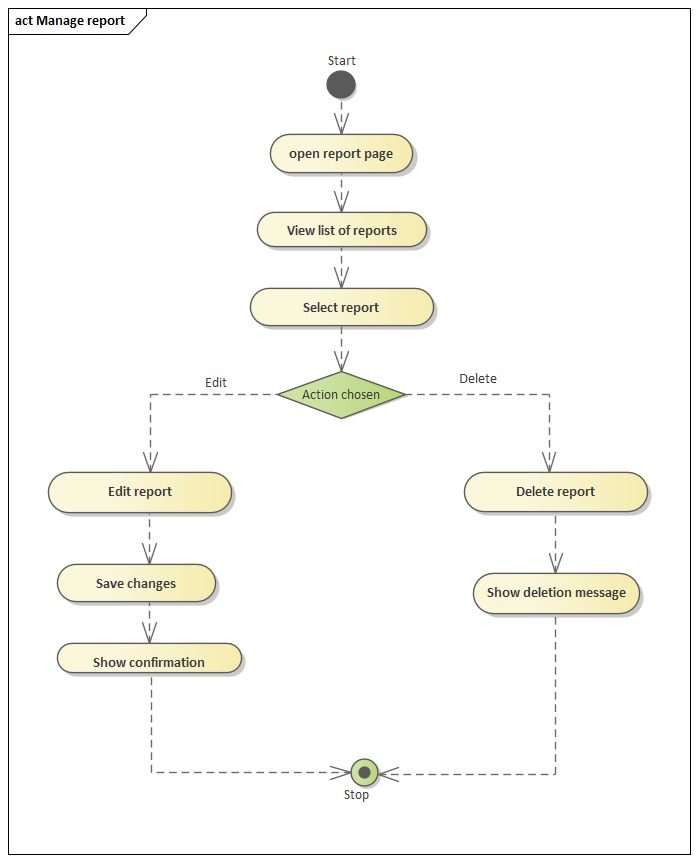 act Manage report
Start
open report page
View list of reports
Select report
Action chosen
Edit
Delete
Edit report
Delete report
Save changes
Show deletion message
Show confirmation
Stop